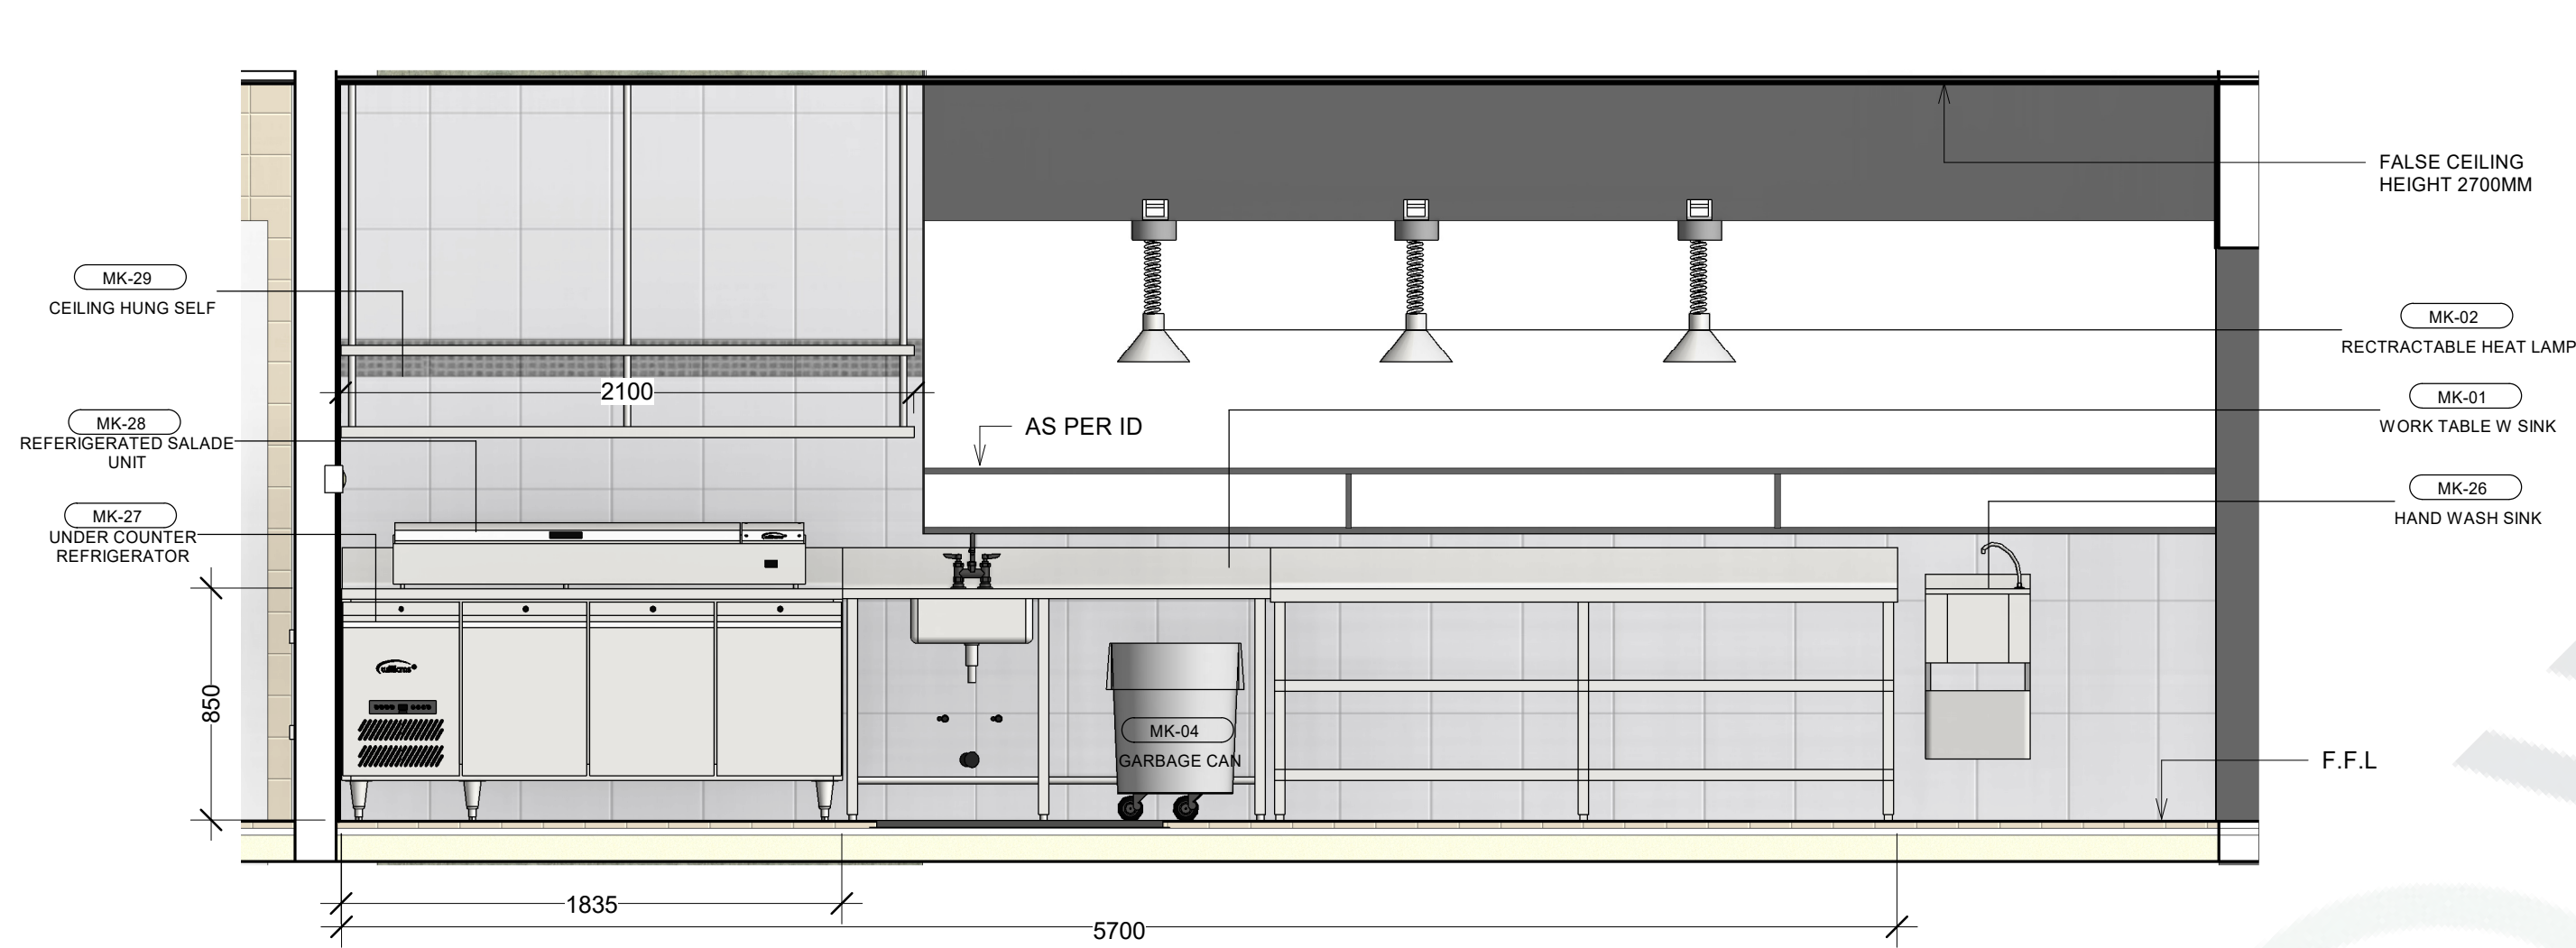 FALSE CEILING
HEIGHT 2700MM
MK-29
CEILING HUNG SELF
MK-02
RECTRACTABLE HEAT LAMP
2100
MK-01
WORK TABLE W SINK
AS PER ID
MK-28
REFERIGERATED SALADE
UNIT
MK-26
HAND WASH SINK
MK-27
UNDER COUNTER
REFRIGERATOR
williams
850
MK-04
GARBAGE CAN
F.F.L
1835
5700